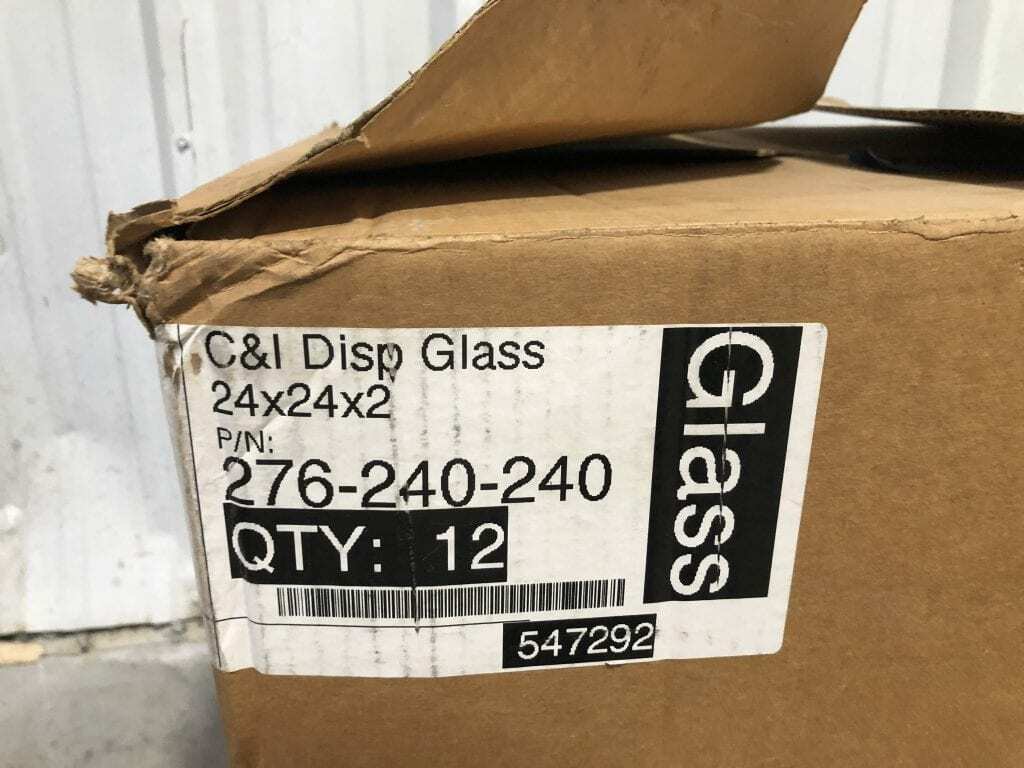 C&I Disp Glass
24x24x2
P/N:
276-240-240
QTY: 12
547292
Glass